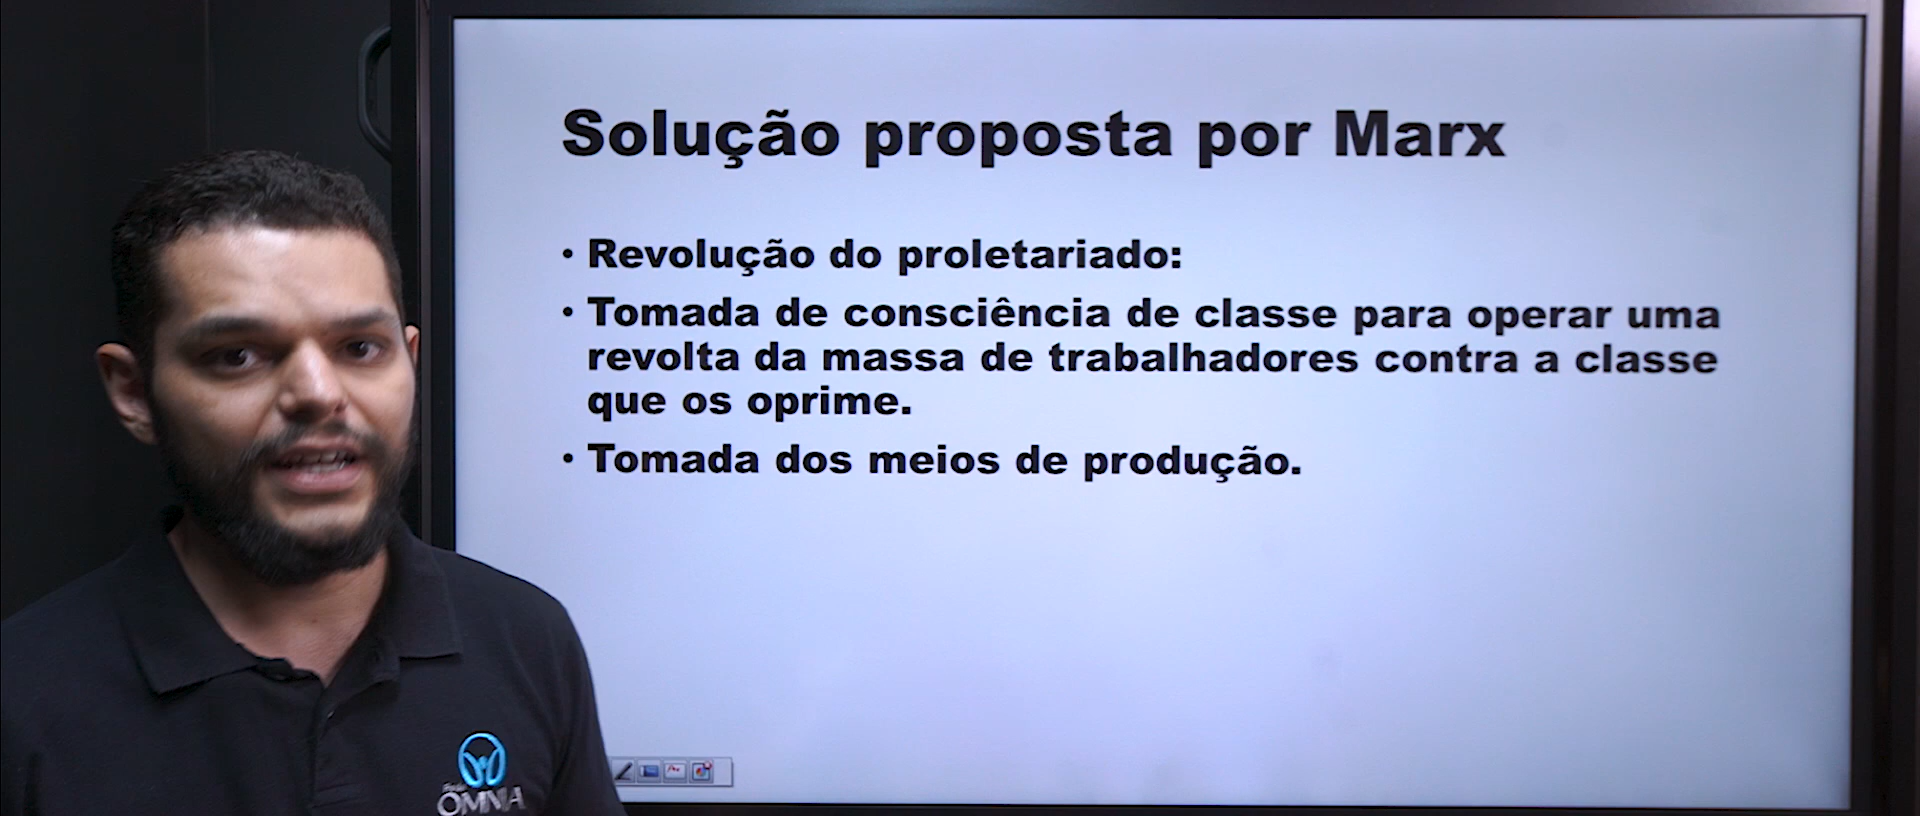 Solução proposta por Marx
• Revolução do proletariado:
• Tomada de consciência de classe para operar uma
revolta da massa de trabalhadores contra a classe
que os oprime.
• Tomada dos meios de produção.
OMNIA